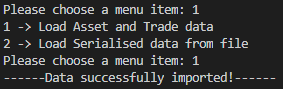 Please choose a menu item: 1
1 -> Load Asset and Trade data
2 -> Load Serialised data from file
Please choose a menu item: 1
------Data successfully imported!------